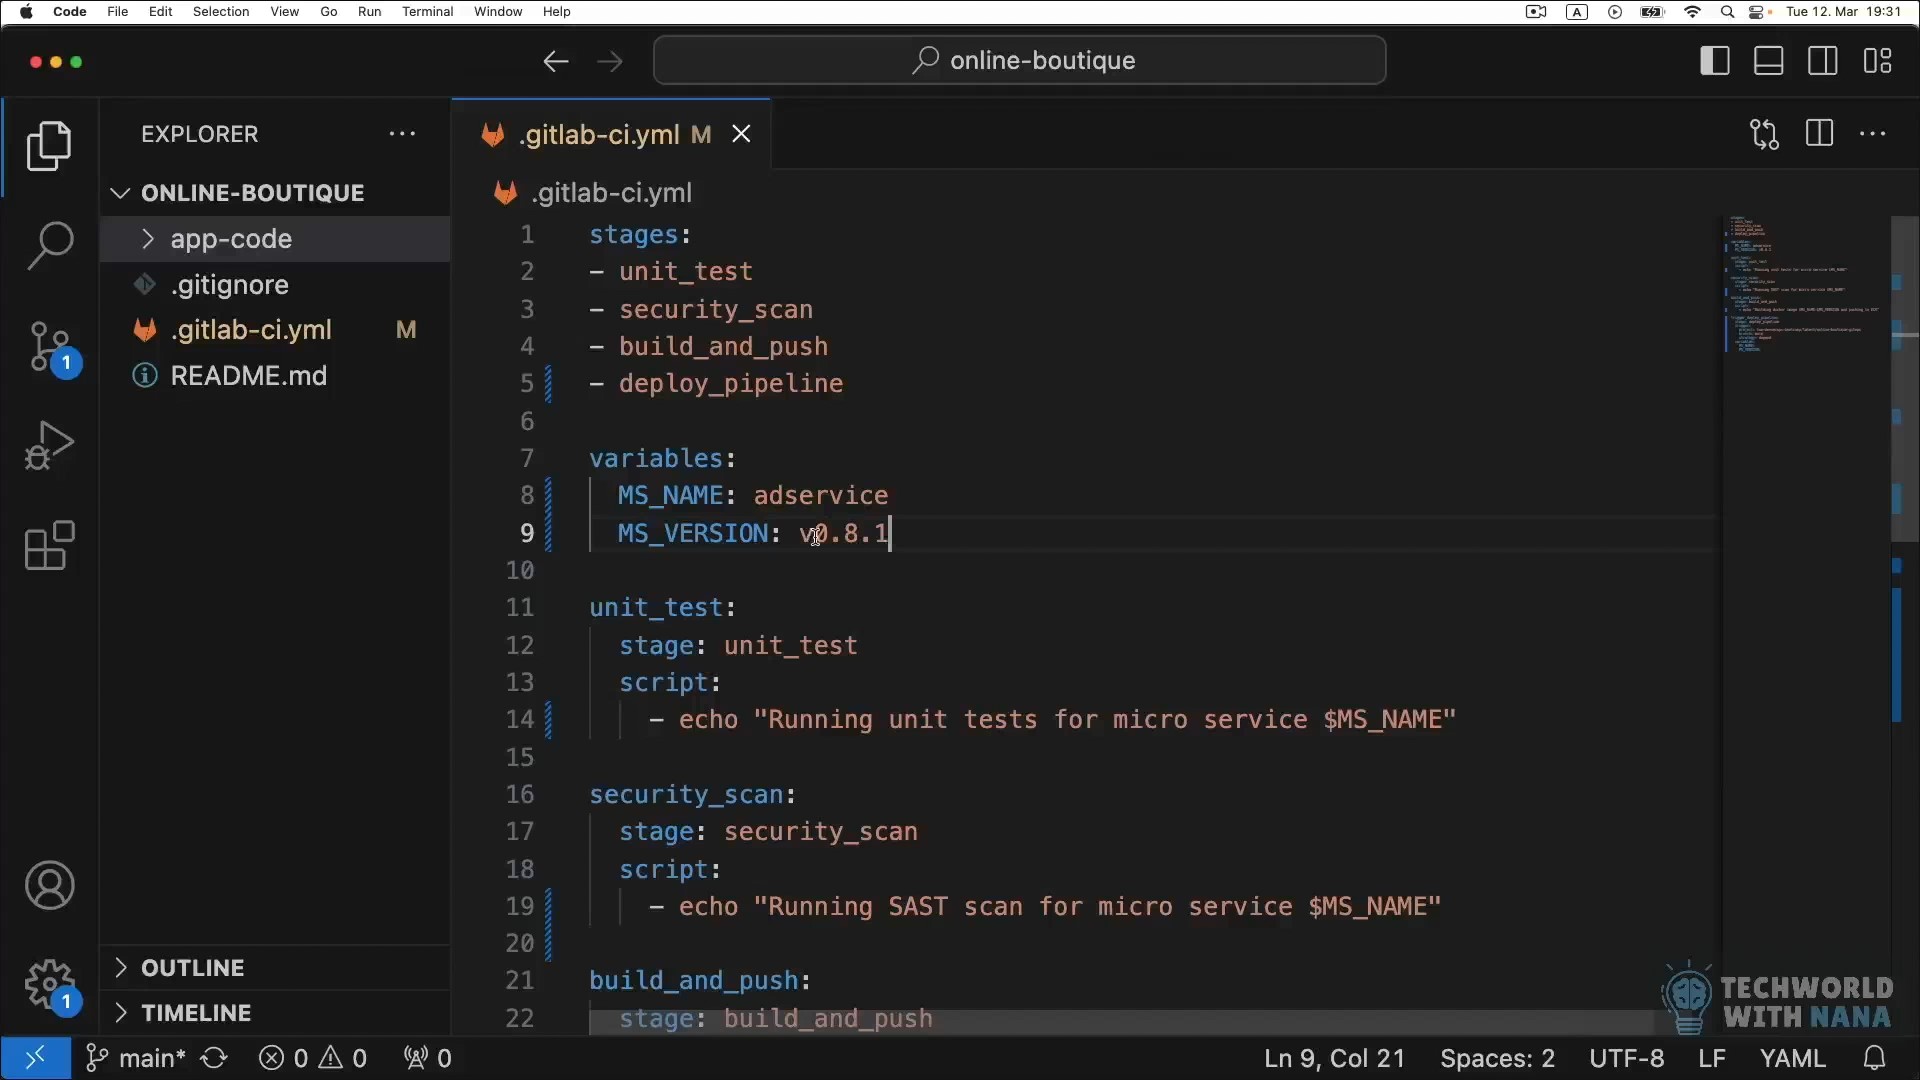 Code File Edit Selection View Go Run Terminal Window Help A Tue 12. Mar 19:31
online-boutique
EXPLORER
.gitlab-ci.yml M
ONLINE-BOUTIQUE
app-code
.gitignore
.gitlab-ci.yml M
README.md
.gitlab-ci.yml
1 stages:
2 - unit_test
3 - security_scan
4 - build_and_push
5 - deploy_pipeline
6
7 variables:
8 MS_NAME: adservice
9 MS_VERSION: v0.8.1
10
11 unit_test:
12 stage: unit_test
13 script:
14 - echo "Running unit tests for micro service $MS_NAME"
15
16 security_scan:
17 stage: security_scan
18 script:
19 - echo "Running SAST scan for micro service $MS_NAME"
20
21 build_and_push:
22 stage: build_and_push
1
1
OUTLINE
TIMELINE
TECHWORLD
WITH NANA
main* 0 0 0 Ln 9, Col 21 Spaces: 2 UTF-8 LF YAML